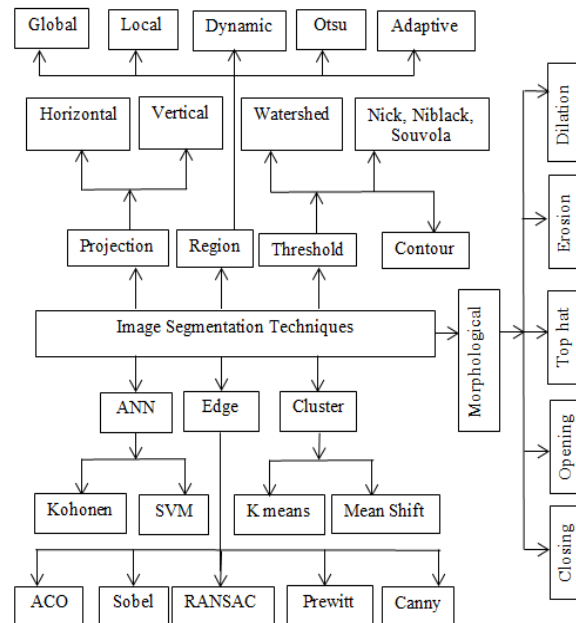 Global
Local
Dynamic
Otsu
Adaptive
Horizontal
Vertical
Watershed
Nick, Niblack,
Souvola
Projection
Region
Threshold
Contour
Image Segmentation Techniques
Morphological
Dilation
Erosion
Top hat
Opening
Closing
ANN
Edge
Cluster
Kohonen
SVM
K means
Mean Shift
ACO
Sobel
RANSAC
Prewitt
Canny